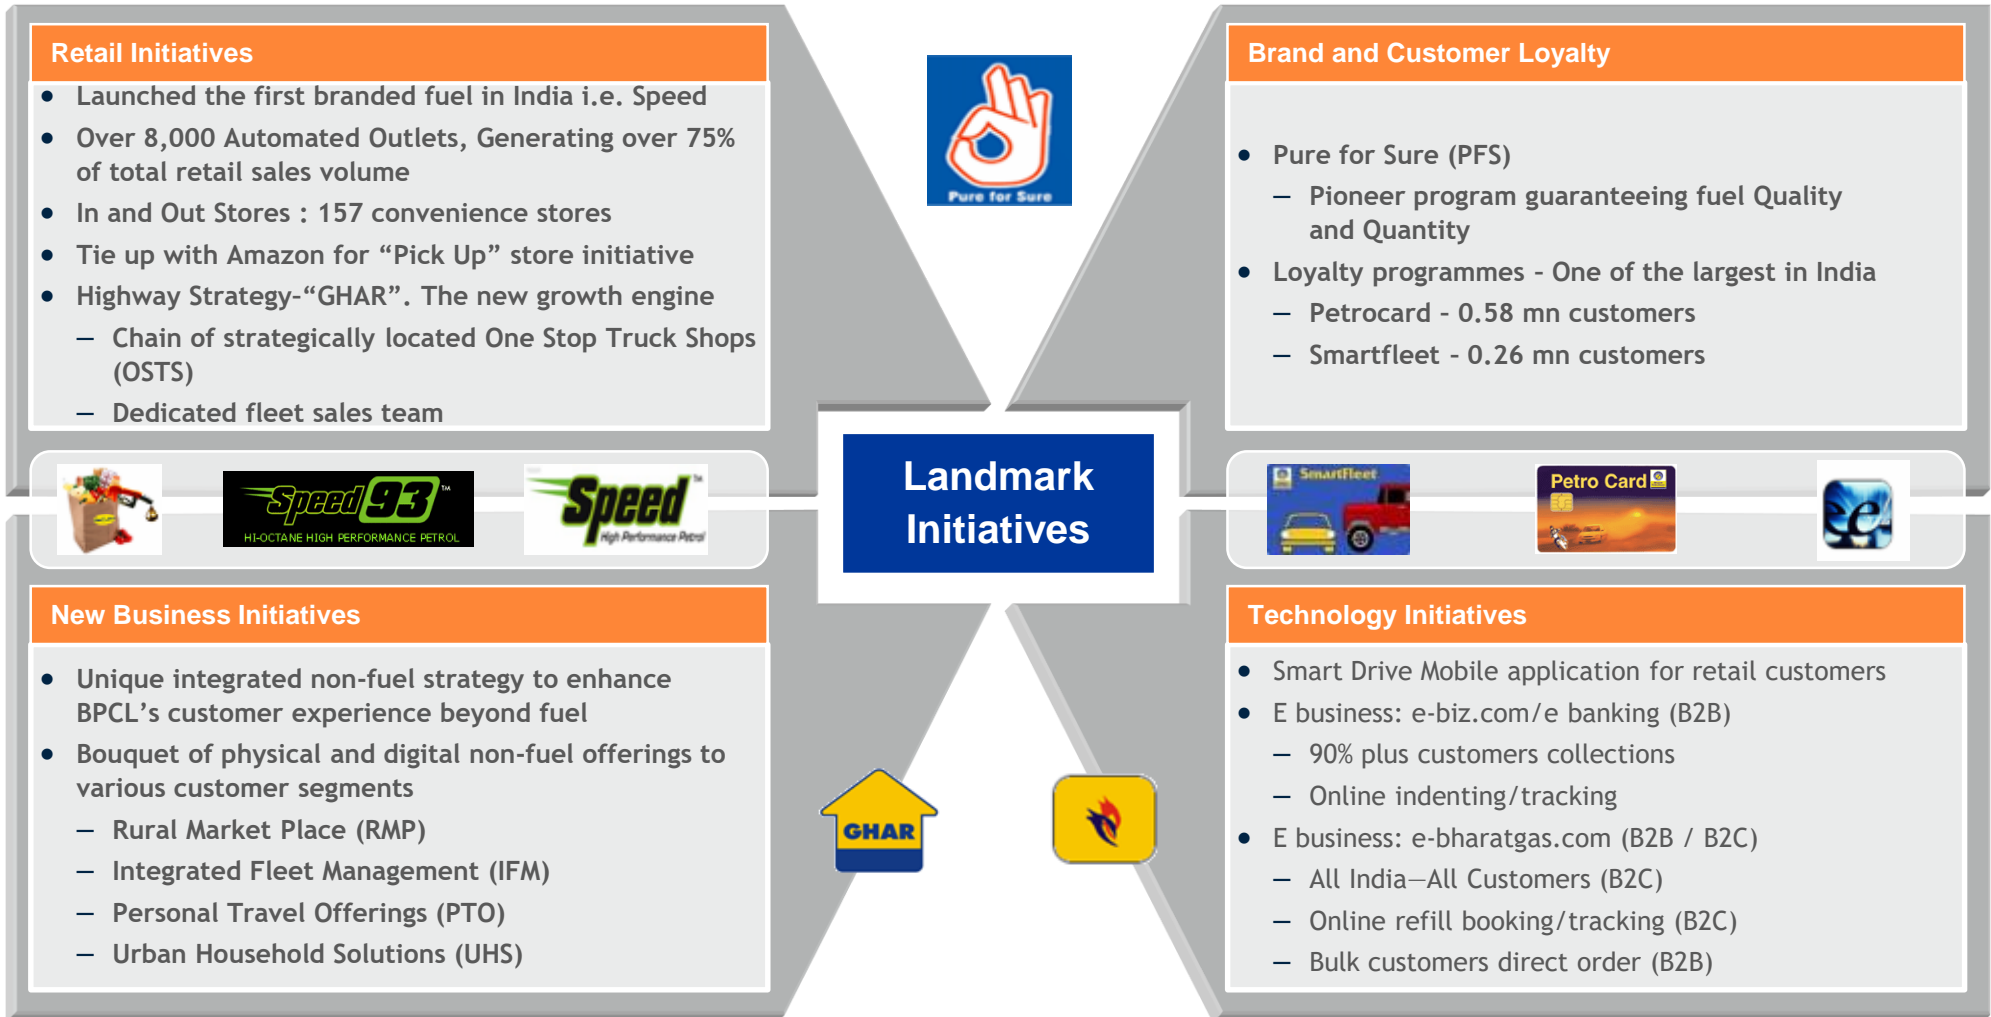 Retail Initiatives
Launched the first branded fuel in India i.e. Speed
Over 8,000 Automated Outlets, Generating over 75%
of total retail sales volume
In and Out Stores : 157 convenience stores
Tie up with Amazon for “Pick Up” store initiative
Highway Strategy–“GHAR”. The new growth engine
— Chain of strategically located One Stop Truck Shops
(OSTS)
— Dedicated fleet sales team
Pure for Sure
Brand and Customer Loyalty
Pure for Sure (PFS)
— Pioneer program guaranteeing fuel Quality
and Quantity
Loyalty programmes – One of the largest in India
— Petrocard – 0.58 mn customers
— Smartfleet – 0.26 mn customers
Speed 93™
HI-OCTANE HIGH PERFORMANCE PETROL
Speed™
High Performance Petrol
Landmark
Initiatives
SmartFleet
Petro Card
e
New Business Initiatives
Unique integrated non-fuel strategy to enhance
BPCL’s customer experience beyond fuel
Bouquet of physical and digital non-fuel offerings to
various customer segments
— Rural Market Place (RMP)
— Integrated Fleet Management (IFM)
— Personal Travel Offerings (PTO)
— Urban Household Solutions (UHS)
GHAR
Technology Initiatives
Smart Drive Mobile application for retail customers
E business: e-biz.com/e banking (B2B)
— 90% plus customers collections
— Online indenting/tracking
E business: e-bharatgas.com (B2B / B2C)
— All India—All Customers (B2C)
— Online refill booking/tracking (B2C)
— Bulk customers direct order (B2B)